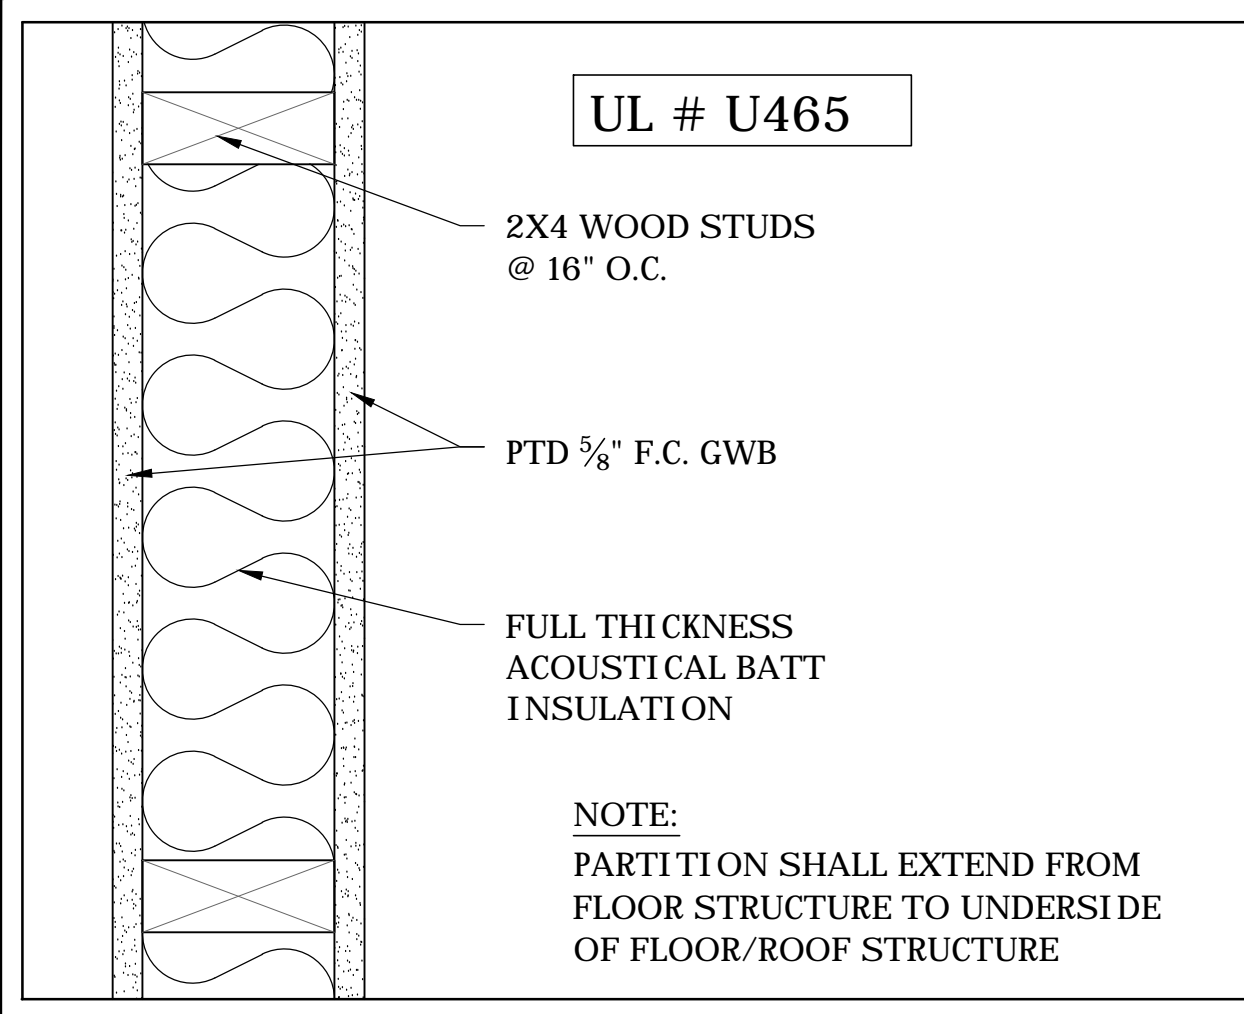 UL # U465
2X4 WOOD STUDS
@ 16" O.C.
PTD ⅝" F.C. GWB
FULL THICKNESS
ACOUSTICAL BATT
INSULATION
NOTE:
PARTITION SHALL EXTEND FROM
FLOOR STRUCTURE TO UNDERSIDE
OF FLOOR/ROOF STRUCTURE